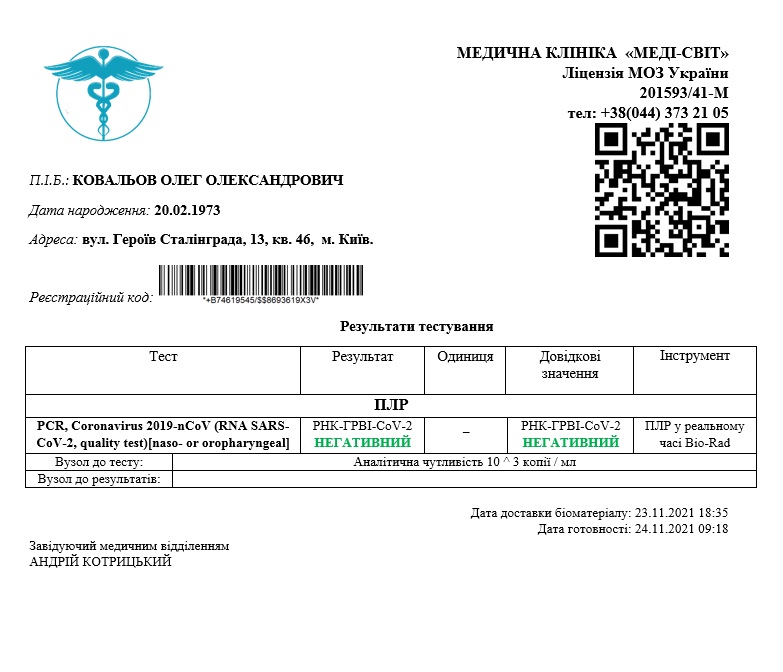 МЕДИЧНА КЛІНІКА «МЕДІ-СВІТ»
Ліцензія МОЗ України
201593/41-М
тел: +38(044) 373 21 05
П.І.Б.: КОВАЛЬОВ ОЛЕГ ОЛЕКСАНДРОВИЧ
Дата народження: 20.02.1973
Адреса: вул. Героїв Сталінграда, 13, кв. 46, м. Київ.
Реєстраційний код:
*+B74619545/$$8693619X3V*
Результати тестування
Тест Результат Одиниця Довідкові значення Інструмент
ПЛР
PCR, Coronavirus 2019-nCoV (RNA SARS- РНК-ГРВІ-CoV-2 – РНК-ГРВІ-CoV-2 ПЛР у реальному
CoV-2, quality test)[naso- or oropharyngeal] НЕГАТИВНИЙ НЕГАТИВНИЙ часі Bio-Rad
Вузол до тесту: Аналітична чутливість 10 ^ 3 копії / мл
Вузол до результатів:
Дата доставки біоматеріалу: 23.11.2021 18:35
Дата готовності: 24.11.2021 09:18
Завідуючий медичним відділенням
АНДРІЙ КОТРИЦЬКИЙ